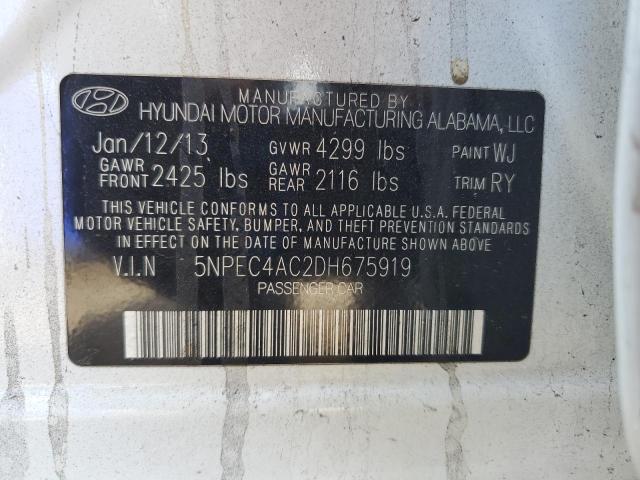 MANUFACTURED BY
HYUNDAI MOTOR MANUFACTURING ALABAMA, LLC
Jan/12/13 GVWR 4299 lbs PAINT WJ
GAWR FRONT 2425 lbs GAWR REAR 2116 lbs TRIM RY
THIS VEHICLE CONFORMS TO ALL APPLICABLE U.S.A. FEDERAL
MOTOR VEHICLE SAFETY, BUMPER, AND THEFT PREVENTION STANDARDS
IN EFFECT ON THE DATE OF MANUFACTURE SHOWN ABOVE.
V.I.N 5NPEC4AC2DH675919
PASSENGER CAR